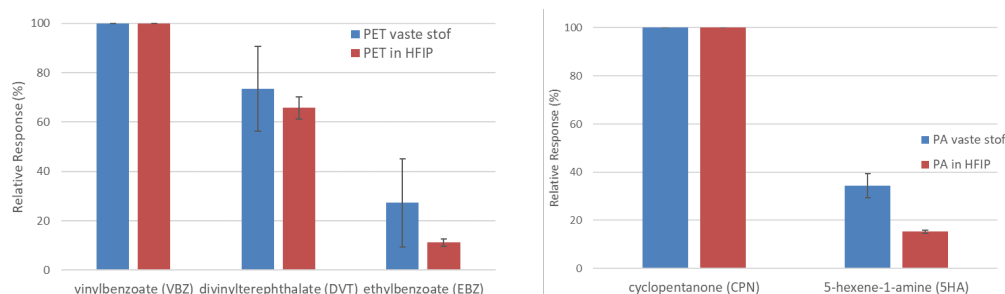 100
80
60
40
20
0
Relative Response (%)
PET vaste stof
PET in HFIP
vinylbenzoate (VBZ) divinylterephthalate (DVT) ethylbenzoate (EBZ)
100
80
60
40
20
0
Relative Response (%)
PA vaste stof
PA in HFIP
cyclopentanone (CPN) 5-hexene-1-amine (5HA)